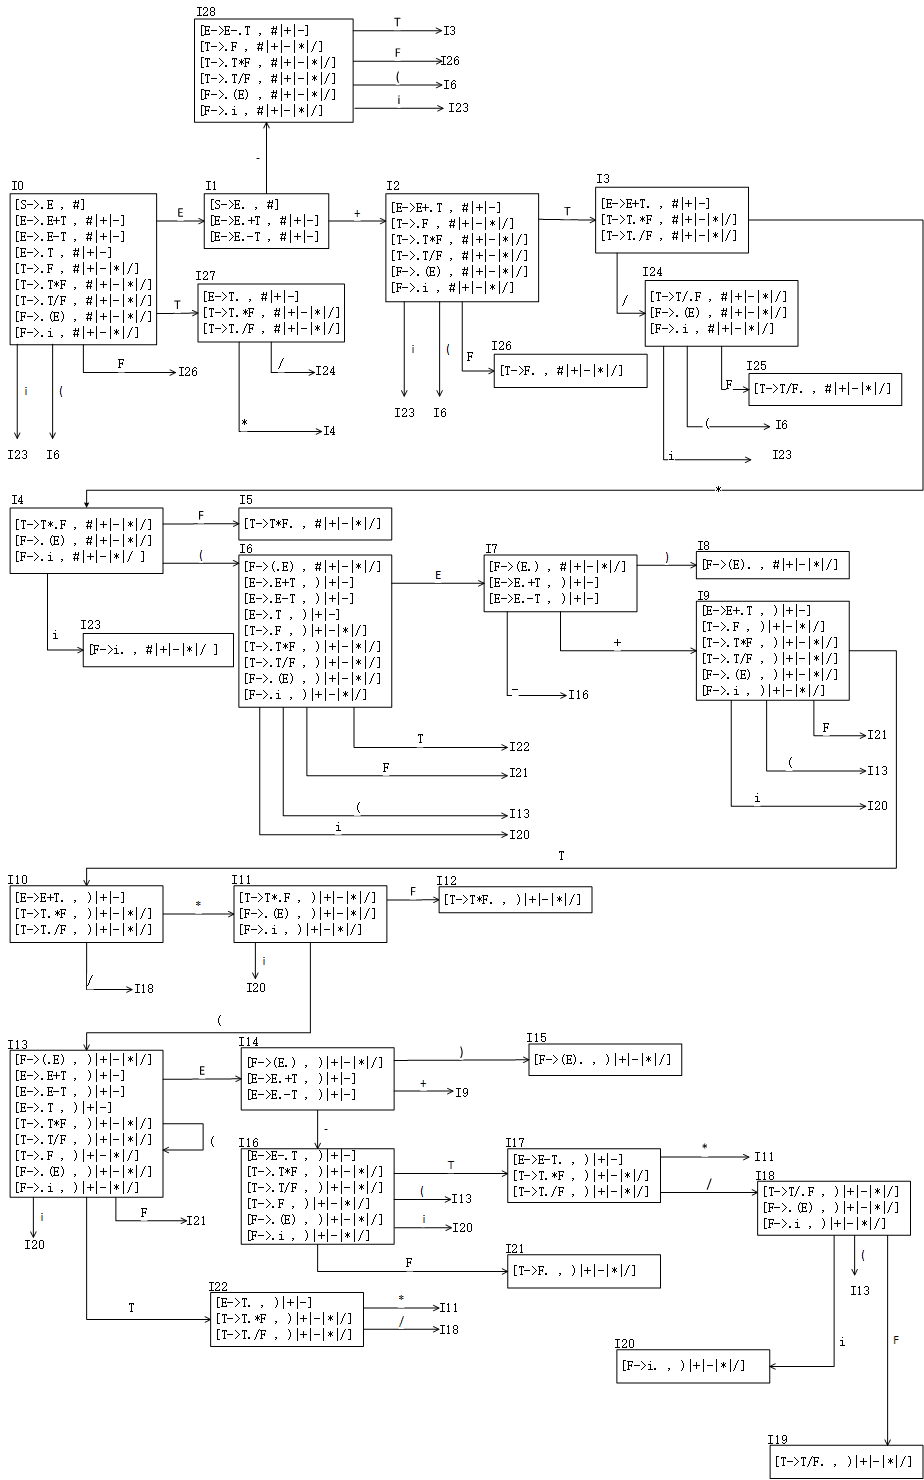 I28
[E->E-.T , #|+|-]
[T->.F , #|+|-|*|/]
[T->.T*F , #|+|-|*|/]
[T->.T/F , #|+|-|*|/]
[F->.(E) , #|+|-|*|/]
[F->.i , #|+|-|*|/]
T
I3
F
I26
(
I6
i
I23
-
I0
[S->.E , #]
[E->.E+T , #|+|-]
[E->.E-T , #|+|-]
[E->.T , #|+|-]
[T->.F , #|+|-|*|/]
[T->.T*F , #|+|-|*|/]
[T->.T/F , #|+|-|*|/]
[F->.(E) , #|+|-|*|/]
[F->.i , #|+|-|*|/]
E
I1
[S->E. , #]
[E->E.+T , #|+|-]
[E->E.-T , #|+|-]
+
I2
[E->E+.T , #|+|-]
[T->.F , #|+|-|*|/]
[T->.T*F , #|+|-|*|/]
[T->.T/F , #|+|-|*|/]
[F->.(E) , #|+|-|*|/]
[F->.i , #|+|-|*|/]
T
I3
[E->E+T. , #|+|-]
[T->T.*F , #|+|-|*|/]
[T->T./F , #|+|-|*|/]
T
I27
[E->T. , #|+|-]
[T->T.*F , #|+|-|*|/]
[T->T./F , #|+|-|*|/]
/
I24
[T->T/.F , #|+|-|*|/]
[F->.(E) , #|+|-|*|/]
[F->.i , #|+|-|*|/]
i
(
F
I26
/
I24
*
I4
I23
I6
i
(
F
I26
[T->F. , #|+|-|*|/]
I23
I6
F
I25
[T->T/F. , #|+|-|*|/]
(
I6
i
I23
*
I4
[T->T*.F , #|+|-|*|/]
[F->.(E) , #|+|-|*|/]
[F->.i , #|+|-|*|/ ]
F
I5
[T->T*F. , #|+|-|*|/]
(
I6
[F->(.E) , #|+|-|*|/]
[E->.E+T , )|+|-]
[E->.E-T , )|+|-]
[E->.T , )|+|-]
[T->.F , )|+|-|*|/]
[T->.T*F , )|+|-|*|/]
[T->.T/F , )|+|-|*|/]
[F->.(E) , )|+|-|*|/]
[F->.i , )|+|-|*|/]
E
I7
[F->(E.) , #|+|-|*|/]
[E->E.+T , )|+|-]
[E->E.-T , )|+|-]
)
I8
[F->(E). , #|+|-|*|/]
I9
[E->E+.T , )|+|-]
[T->.F , )|+|-|*|/]
[T->.T*F , )|+|-|*|/]
[T->.T/F , )|+|-|*|/]
[F->.(E) , )|+|-|*|/]
[F->.i , )|+|-|*|/]
i
I23
[F->i. , #|+|-|*|/ ]
+
-
I16
T
I22
F
I21
(
I13
i
I20
F
I21
(
I13
i
I20
T
I10
[E->E+T. , )|+|-]
[T->T.*F , )|+|-|*|/]
[T->T./F , )|+|-|*|/]
*
I11
[T->T*.F , )|+|-|*|/]
[F->.(E) , )|+|-|*|/]
[F->.i , )|+|-|*|/]
F
I12
[T->T*F. , )|+|-|*|/]
/
I18
i
I20
(
I13
[F->(.E) , )|+|-|*|/]
[E->.E+T , )|+|-]
[E->.E-T , )|+|-]
[E->.T , )|+|-]
[T->.T*F , )|+|-|*|/]
[T->.T/F , )|+|-|*|/]
[T->.F , )|+|-|*|/]
[F->.(E) , )|+|-|*|/]
[F->.i , )|+|-|*|/]
E
(
I14
[F->(E.) , )|+|-|*|/]
[E->E.+T , )|+|-]
[E->E.-T , )|+|-]
)
I15
[F->(E). , )|+|-|*|/]
+
I9
-
I16
[E->E-.T , )|+|-]
[T->.T*F , )|+|-|*|/]
[T->.T/F , )|+|-|*|/]
[T->.F , )|+|-|*|/]
[F->.(E) , )|+|-|*|/]
[F->.i , )|+|-|*|/]
T
(
I13
i
I20
I17
[E->E-T. , )|+|-]
[T->T.*F , )|+|-|*|/]
[T->T./F , )|+|-|*|/]
*
I11
/
I18
[T->T/.F , )|+|-|*|/]
[F->.(E) , )|+|-|*|/]
[F->.i , )|+|-|*|/]
i
I20
F
I21
F
I21
[T->F. , )|+|-|*|/]
(
I13
T
I22
[E->T. , )|+|-]
[T->T.*F , )|+|-|*|/]
[T->T./F , )|+|-|*|/]
*
I11
/
I18
i
F
I20
[F->i. , )|+|-|*|/]
I19
[T->T/F. , )|+|-|*|/]